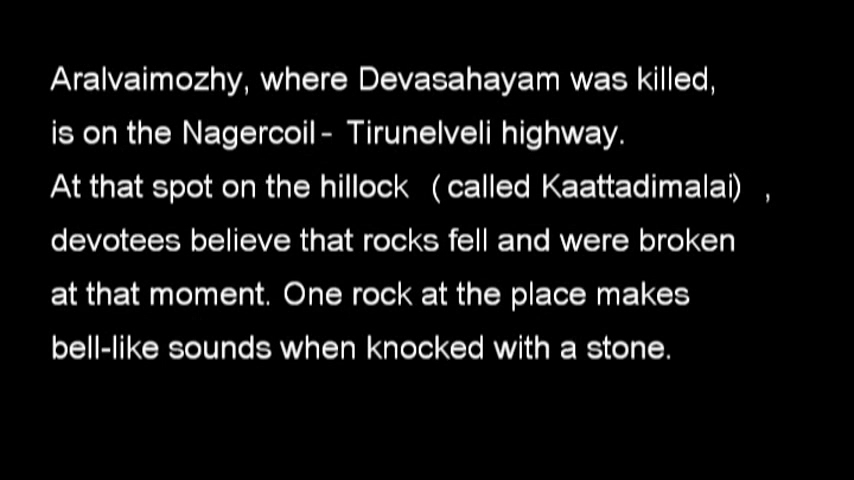 Aralvaimozhy, where Devasahayam was killed,
is on the Nagercoil - Tirunelveli highway.
At that spot on the hillock ( called Kaattadimalai) ,
devotees believe that rocks fell and were broken
at that moment. One rock at the place makes
bell-like sounds when knocked with a stone.